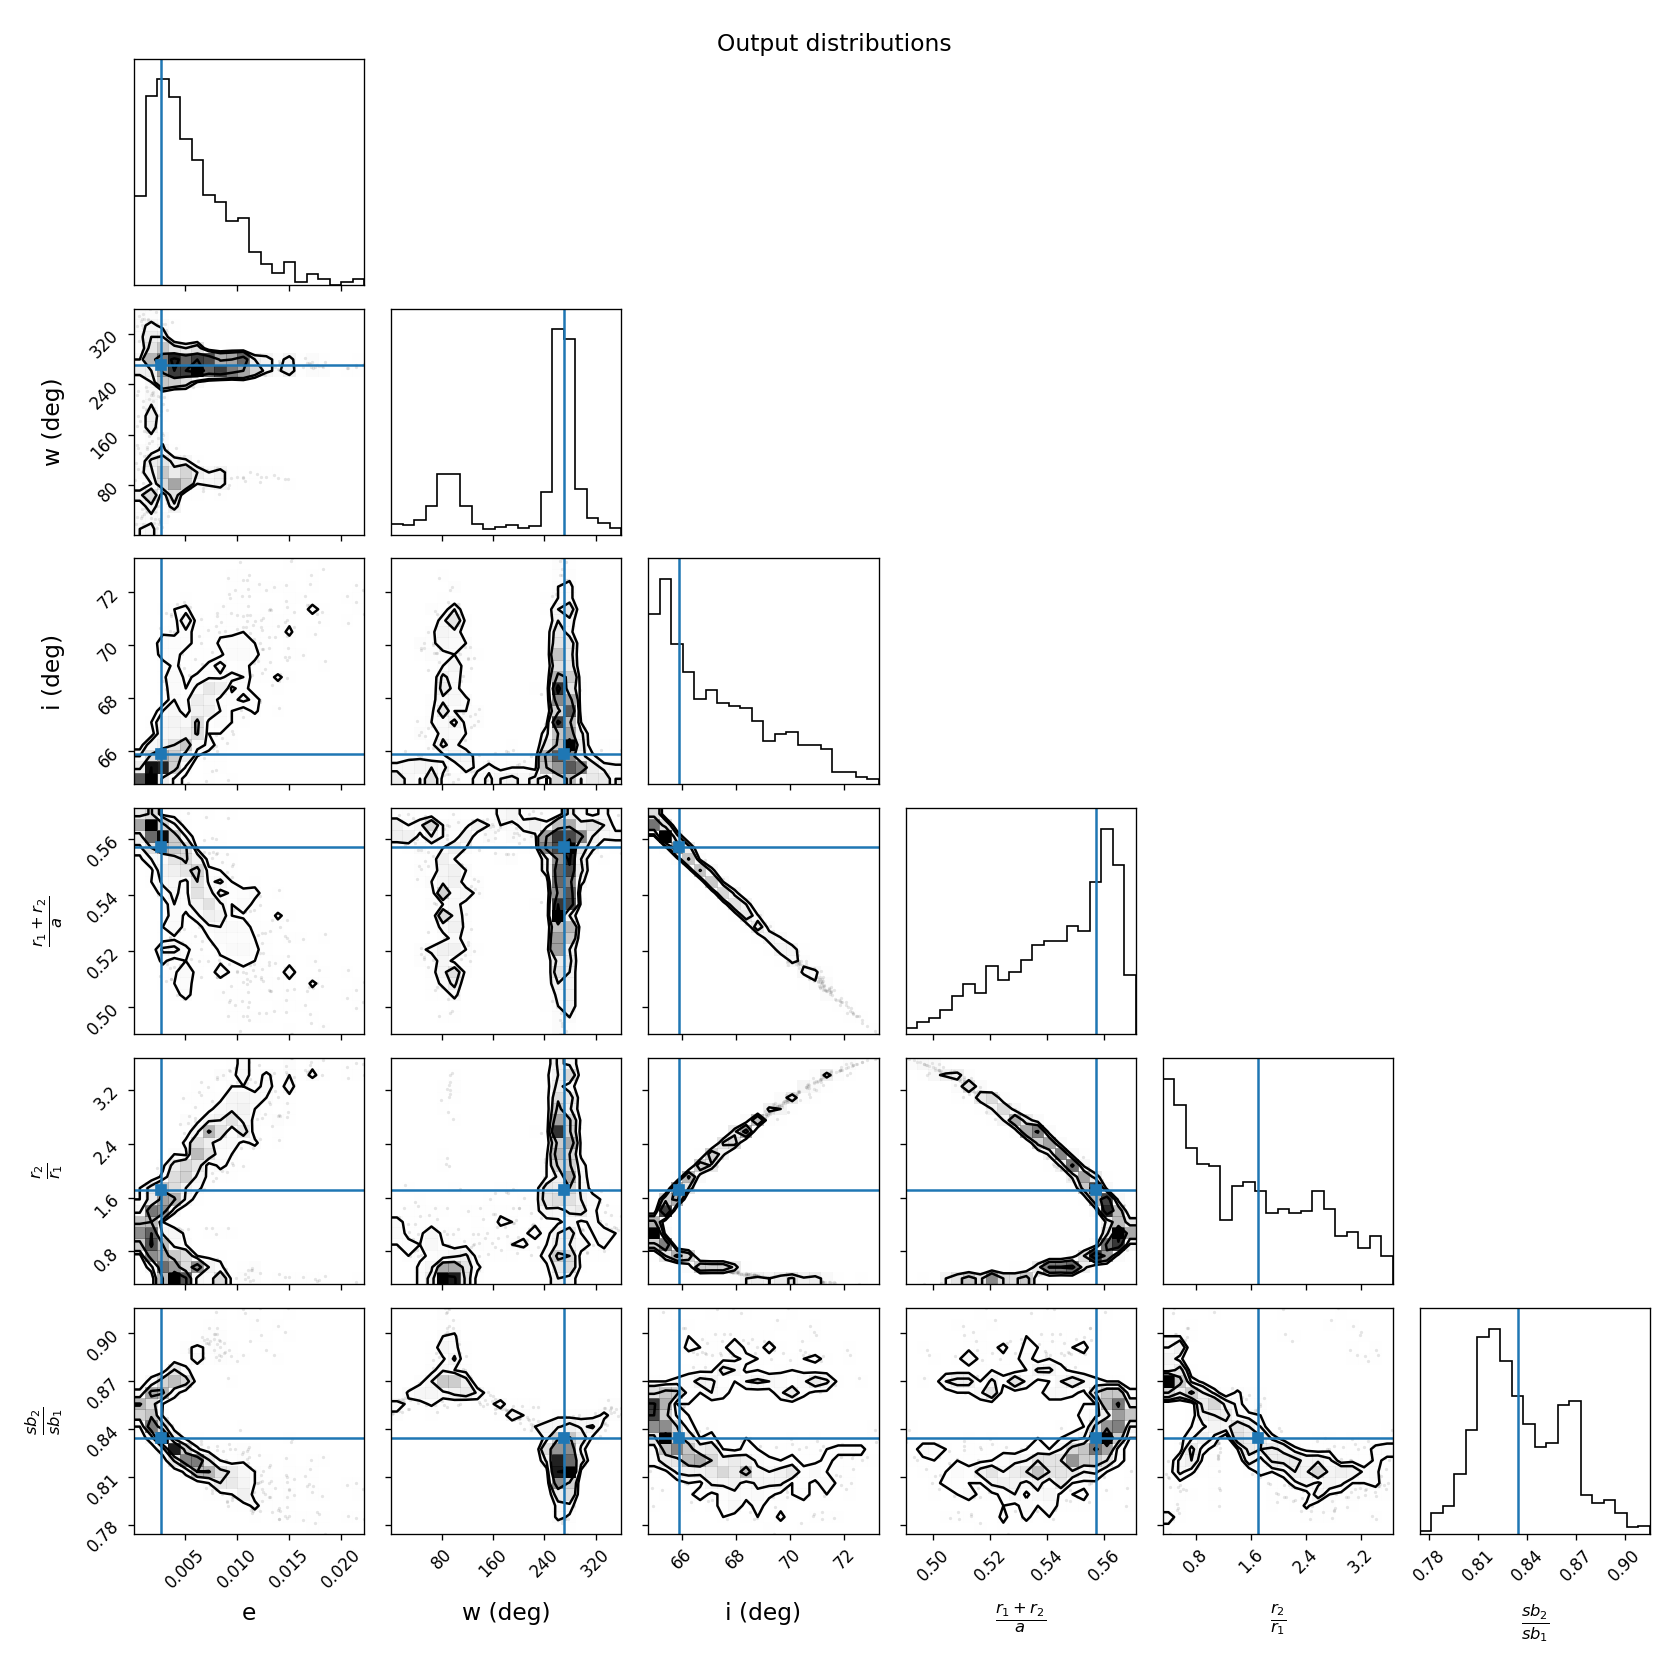 Output distributions
w (deg)
320
240
160
80
i (deg)
72
70
68
66
r₁ + r₂
a
0.56
0.54
0.52
0.50
r₂
r₁
3.2
2.4
1.6
0.8
sb₂
sb₁
0.90
0.87
0.84
0.81
0.78
0.005 0.010 0.015 0.020
80 160 240 320
66 68 70 72
0.50 0.52 0.54 0.56
0.8 1.6 2.4 3.2
0.78 0.81 0.84 0.87 0.90
e
w (deg)
i (deg)
r₁ + r₂
a
r₂
r₁
sb₂
sb₁